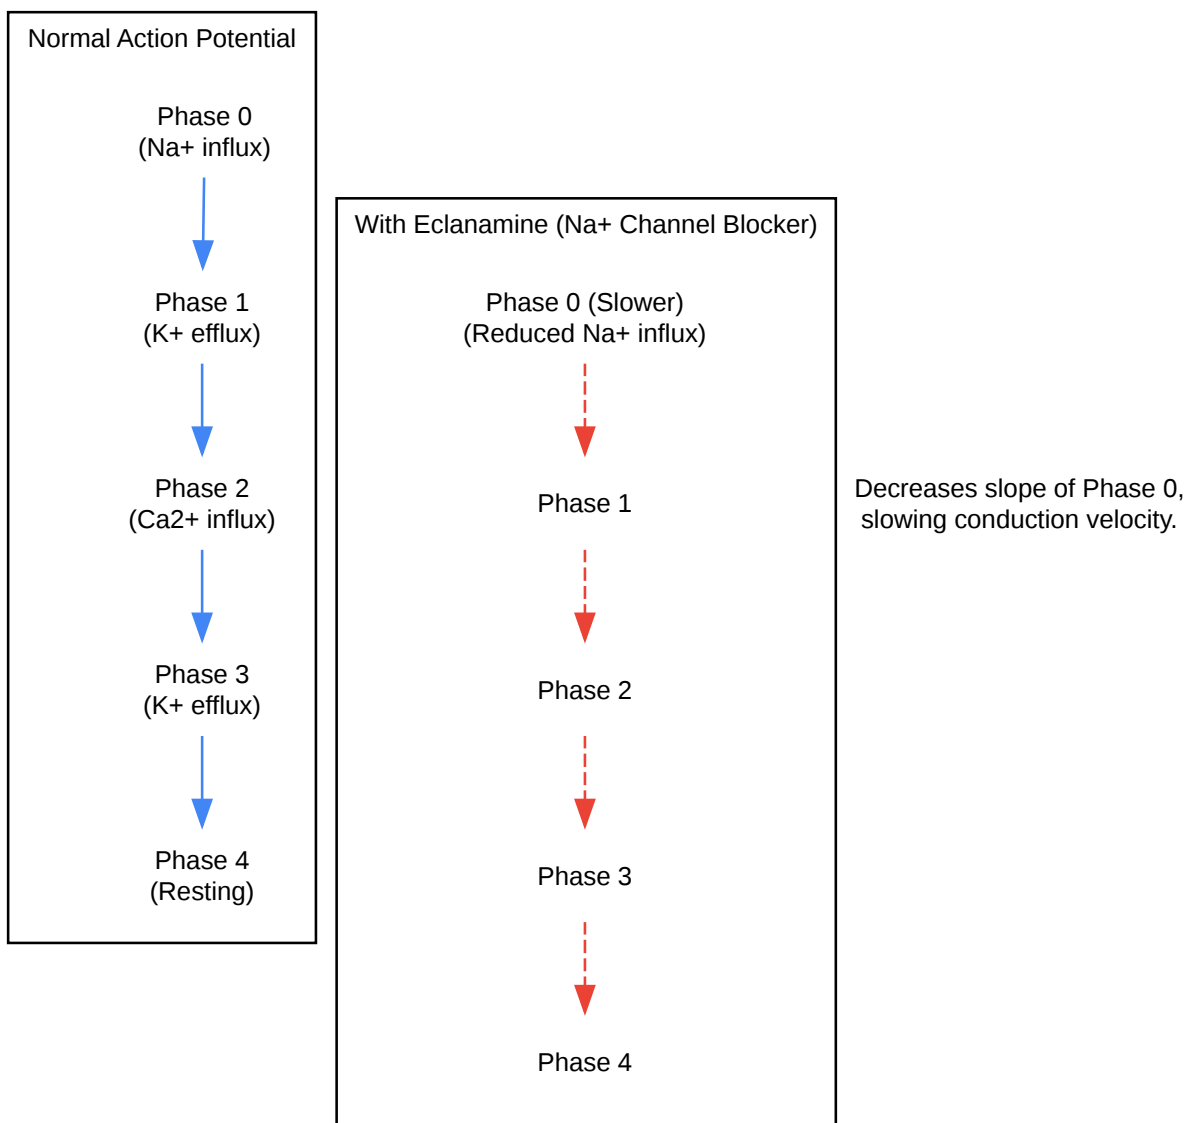 Normal Action Potential
Phase 0
(Na+ influx)
Phase 1
(K+ efflux)
Phase 2
(Ca2+ influx)
Phase 3
(K+ efflux)
Phase 4
(Resting)
With Eclanamine (Na+ Channel Blocker)
Phase 0 (Slower)
(Reduced Na+ influx)
Phase 1
Phase 2
Phase 3
Phase 4
Decreases slope of Phase 0,
slowing conduction velocity.